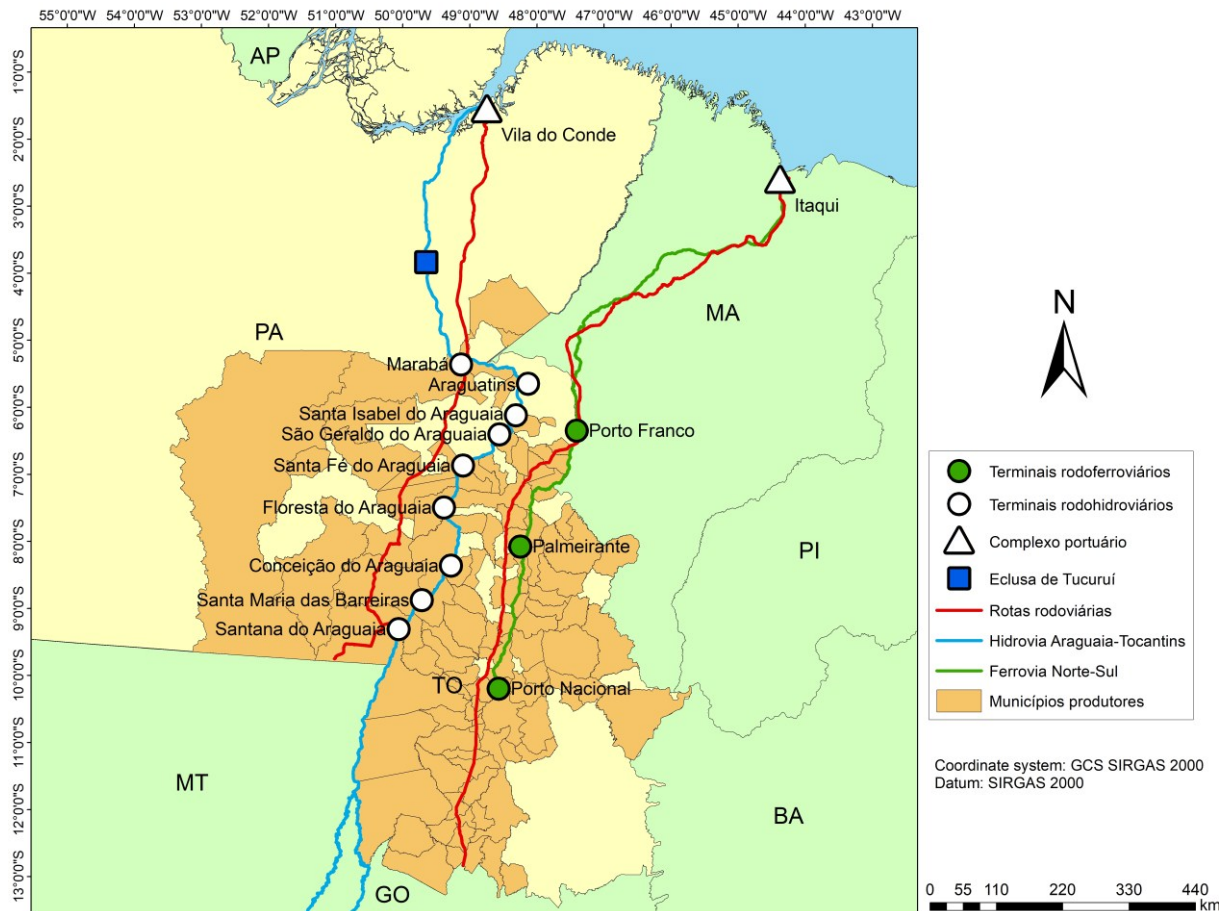 55°0'0"W 54°0'0"W 53°0'0"W 52°0'0"W 51°0'0"W 50°0'0"W 49°0'0"W 48°0'0"W 47°0'0"W 46°0'0"W 45°0'0"W 44°0'0"W 43°0'0"W
1°0'0"S
2°0'0"S
3°0'0"S
4°0'0"S
5°0'0"S
6°0'0"S
7°0'0"S
8°0'0"S
9°0'0"S
10°0'0"S
11°0'0"S
12°0'0"S
13°0'0"S
AP
Vila do Conde
Itaqui
MA
PA
Marabá
Araguatins
Santa Isabel do Araguaia
São Geraldo do Araguaia
Porto Franco
Santa Fé do Araguaia
Floresta do Araguaia
Palmeirante
PI
Conceição do Araguaia
Santa Maria das Barreiras
Santana do Araguaia
TO
Porto Nacional
MT
BA
GO
N
Terminais rodoferroviários
Terminais rodohidroviários
Complexo portuário
Eclusa de Tucuruí
Rotas rodoviárias
Hidrovia Araguaia-Tocantins
Ferrovia Norte-Sul
Municípios produtores
Coordinate system: GCS SIRGAS 2000
Datum: SIRGAS 2000
0 55 110 220 330 440
km